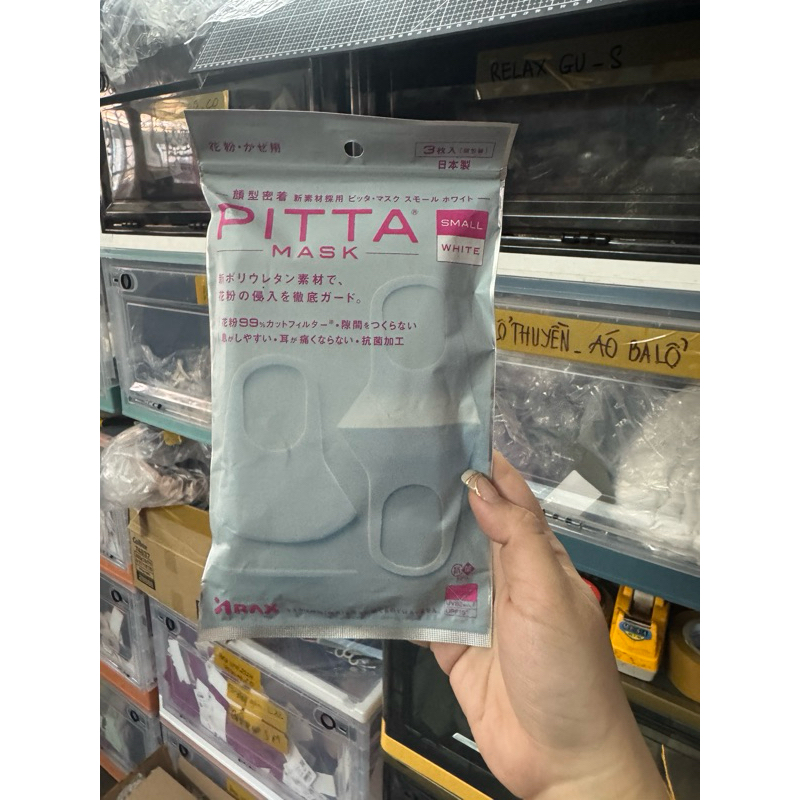 RELAX GU - S
花粉・かぜ用
3枚入
日本製
顔型密着 新素材採用 ピッタ・マスク スモール ホワイト
PITTA®
MASK
SMALL
WHITE
新ポリウレタン素材で、
花粉の侵入を徹底ガード。
花粉99%カットフィルター®・隙間をつくらない
息がしやすい・耳が痛くならない・抗菌加工
THUYỀN _ ÁO BA LỖ
ARAX